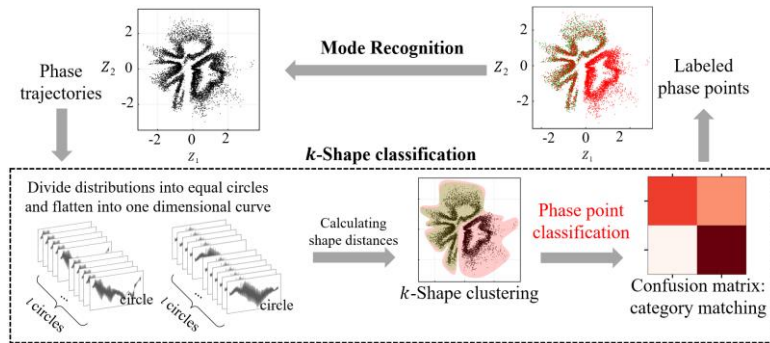 2
0
-2
Z2
-2
0
2
Z1
Mode Recognition
2
0
-2
Z2
-2
0
2
Z1
Phase
trajectories
Labeled
phase points
k-Shape classification
Divide distributions into equal circles
and flatten into one dimensional curve
...
circle
l circles
...
circle
l circles
Calculating
shape distances
k-Shape clustering
Phase point
classification
Confusion matrix:
category matching